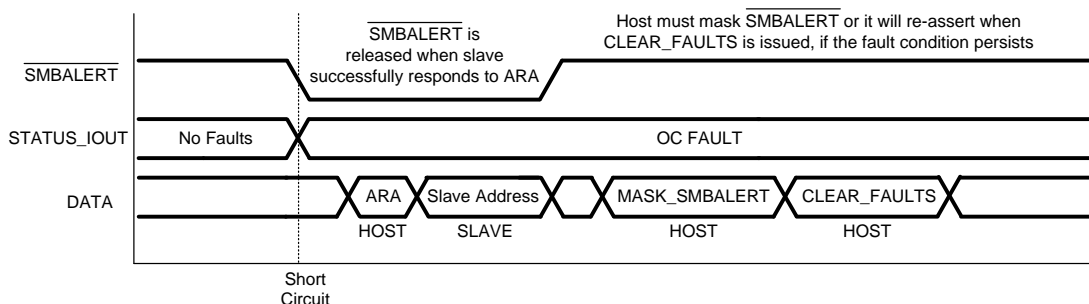 SMBALERT is
released when slave
successfully responds to ARA
Host must mask SMBALERT or it will re-assert when
CLEAR_FAULTS is issued, if the fault condition persists
SMBALERT
STATUS_IOUT
No Faults
OC FAULT
DATA
ARA
Slave Address
MASK_SMBALERT
CLEAR_FAULTS
HOST
SLAVE
HOST
HOST
Short
Circuit